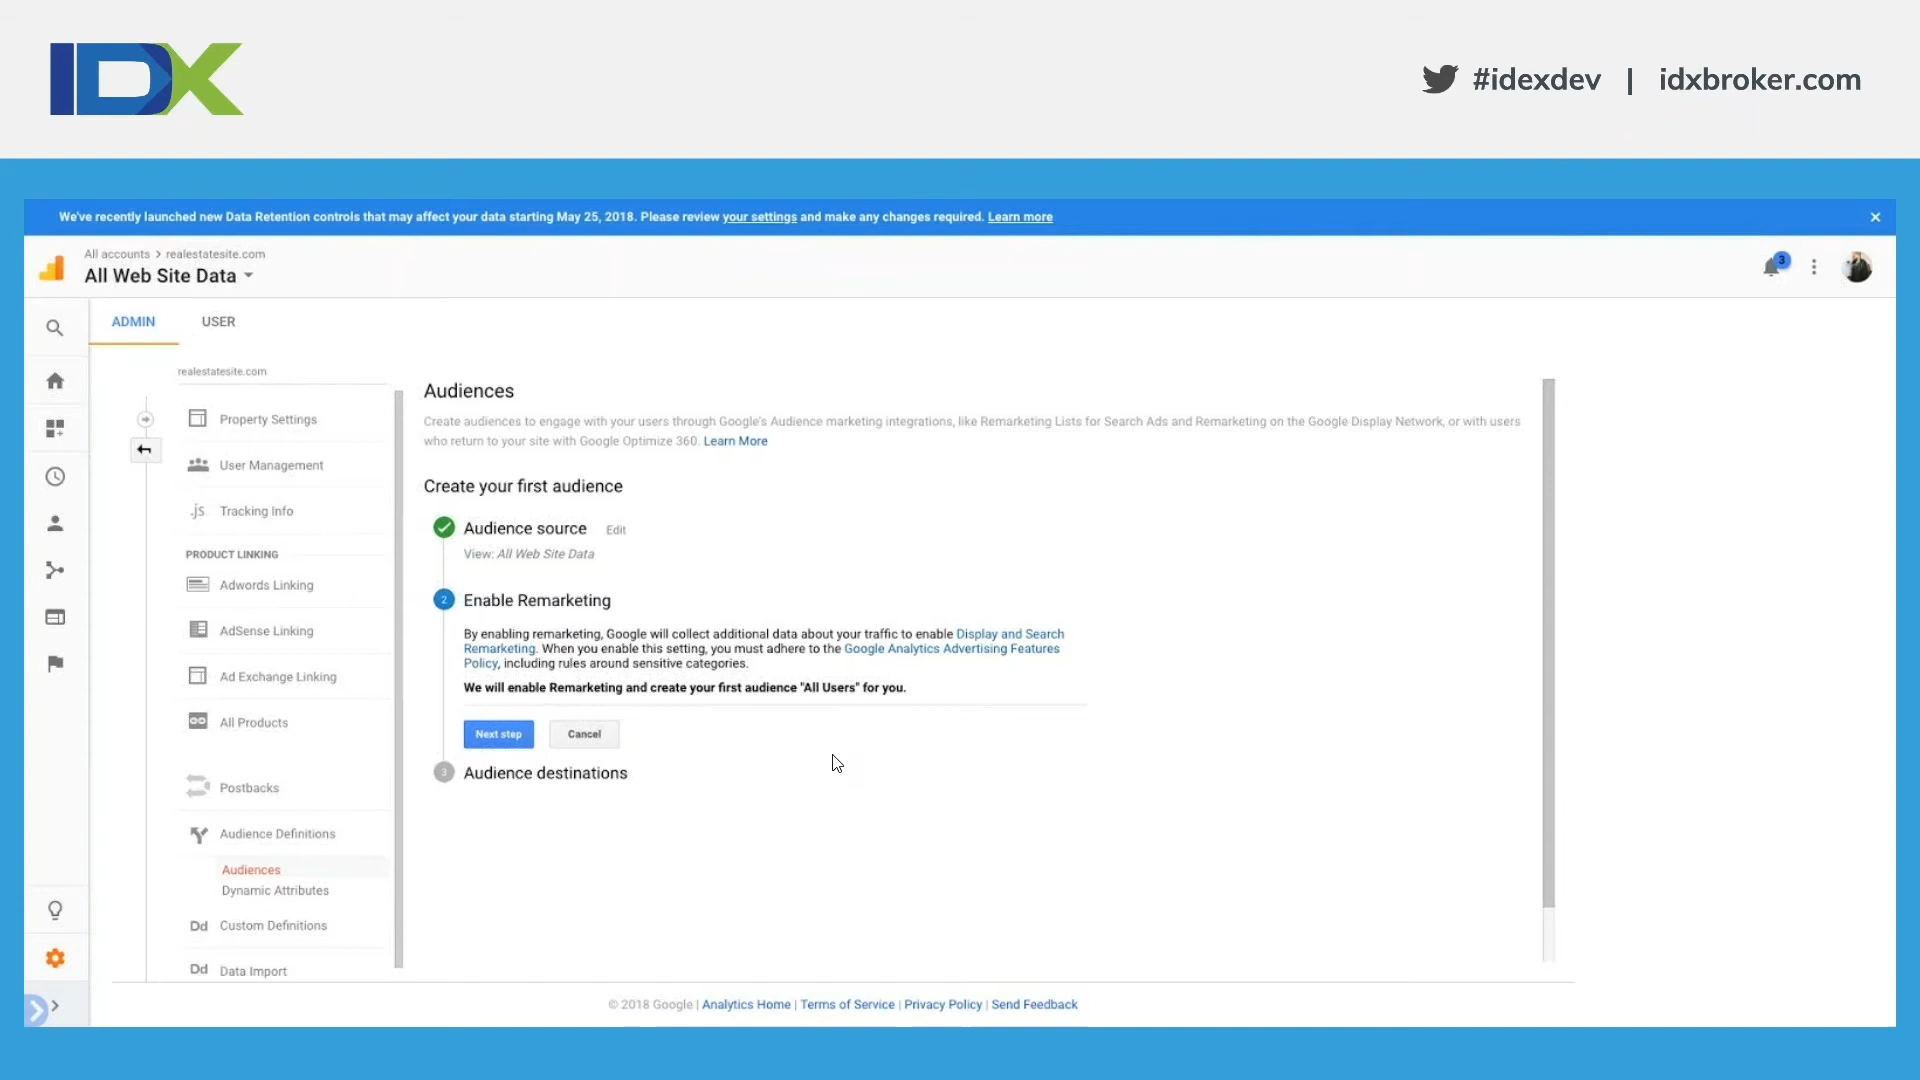 IDX
#idexdev | idxbroker.com
We've recently launched new Data Retention controls that may affect your data starting May 25, 2018. Please review your settings and make any changes required. Learn more
All accounts > realestatesite.com
All Web Site Data
3
ADMIN
USER
realestatesite.com
Property Settings
User Management
.js Tracking Info
PRODUCT LINKING
Adwords Linking
AdSense Linking
Ad Exchange Linking
All Products
Postbacks
Audience Definitions
Audiences
Dynamic Attributes
Dd Custom Definitions
Dd Data Import
Audiences
Create audiences to engage with your users through Google's Audience marketing integrations, like Remarketing Lists for Search Ads and Remarketing on the Google Display Network, or with users
who return to your site with Google Optimize 360. Learn More
Create your first audience
Audience source Edit
View: All Web Site Data
2 Enable Remarketing
By enabling remarketing, Google will collect additional data about your traffic to enable Display and Search
Remarketing. When you enable this setting, you must adhere to the Google Analytics Advertising Features
Policy, including rules around sensitive categories.
We will enable Remarketing and create your first audience "All Users" for you.
Next step Cancel
3 Audience destinations
© 2018 Google | Analytics Home | Terms of Service | Privacy Policy | Send Feedback